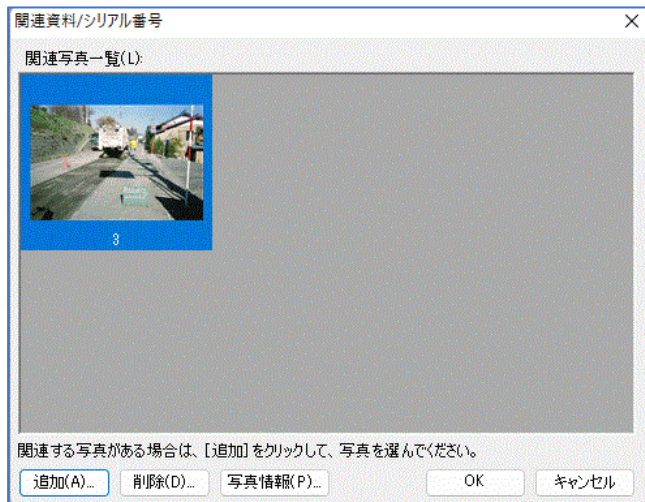 関連資料/シリアル番号
関連写真一覧(L):
3
関連する写真がある場合は、[追加]をクリックして、写真を選んでください。
追加(A)... 削除(D)... 写真情報(P)... OK キャンセル